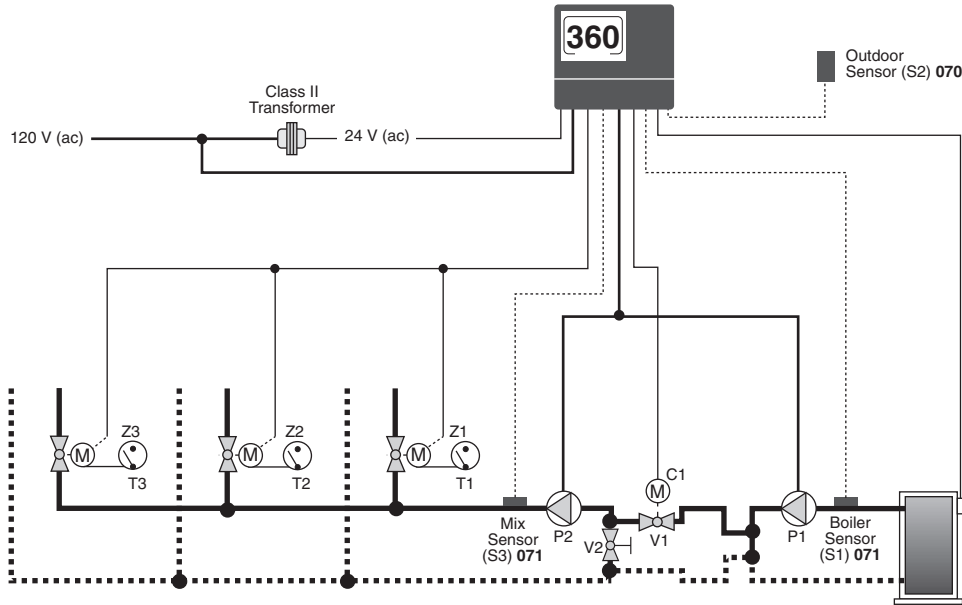 360
Outdoor
Sensor (S2) 070
Class II
Transformer
120 V (ac)
24 V (ac)
Z3
M
T3
Z2
M
T2
Z1
M
T1
C1
M
Mix
Sensor
(S3) 071
P2
V2
V1
P1
Boiler
Sensor
(S1) 071